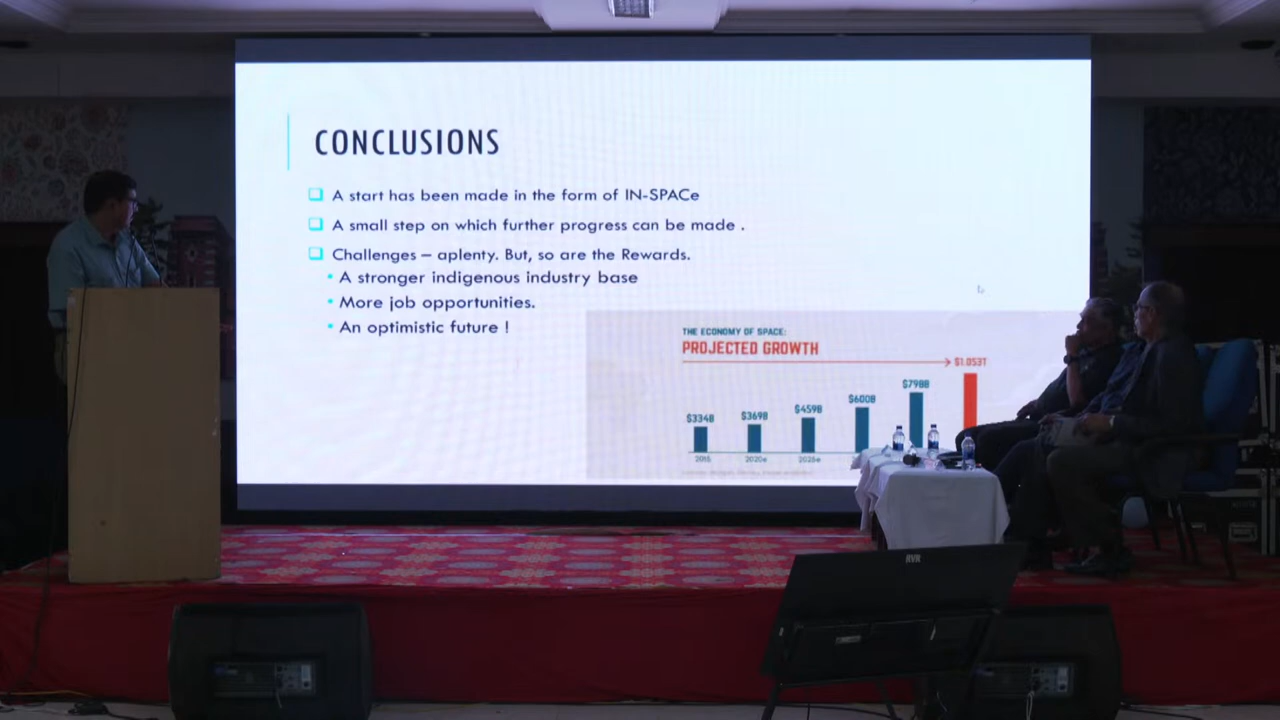 CONCLUSIONS
A start has been made in the form of IN-SPACe
A small step on which further progress can be made .
Challenges – aplenty. But, so are the Rewards.
• A stronger indigenous industry base
• More job opportunities.
• An optimistic future !
THE ECONOMY OF SPACE:
PROJECTED GROWTH
$1.053T
$798B
$600B
$459B
$369B
$334B
2020e
AVR